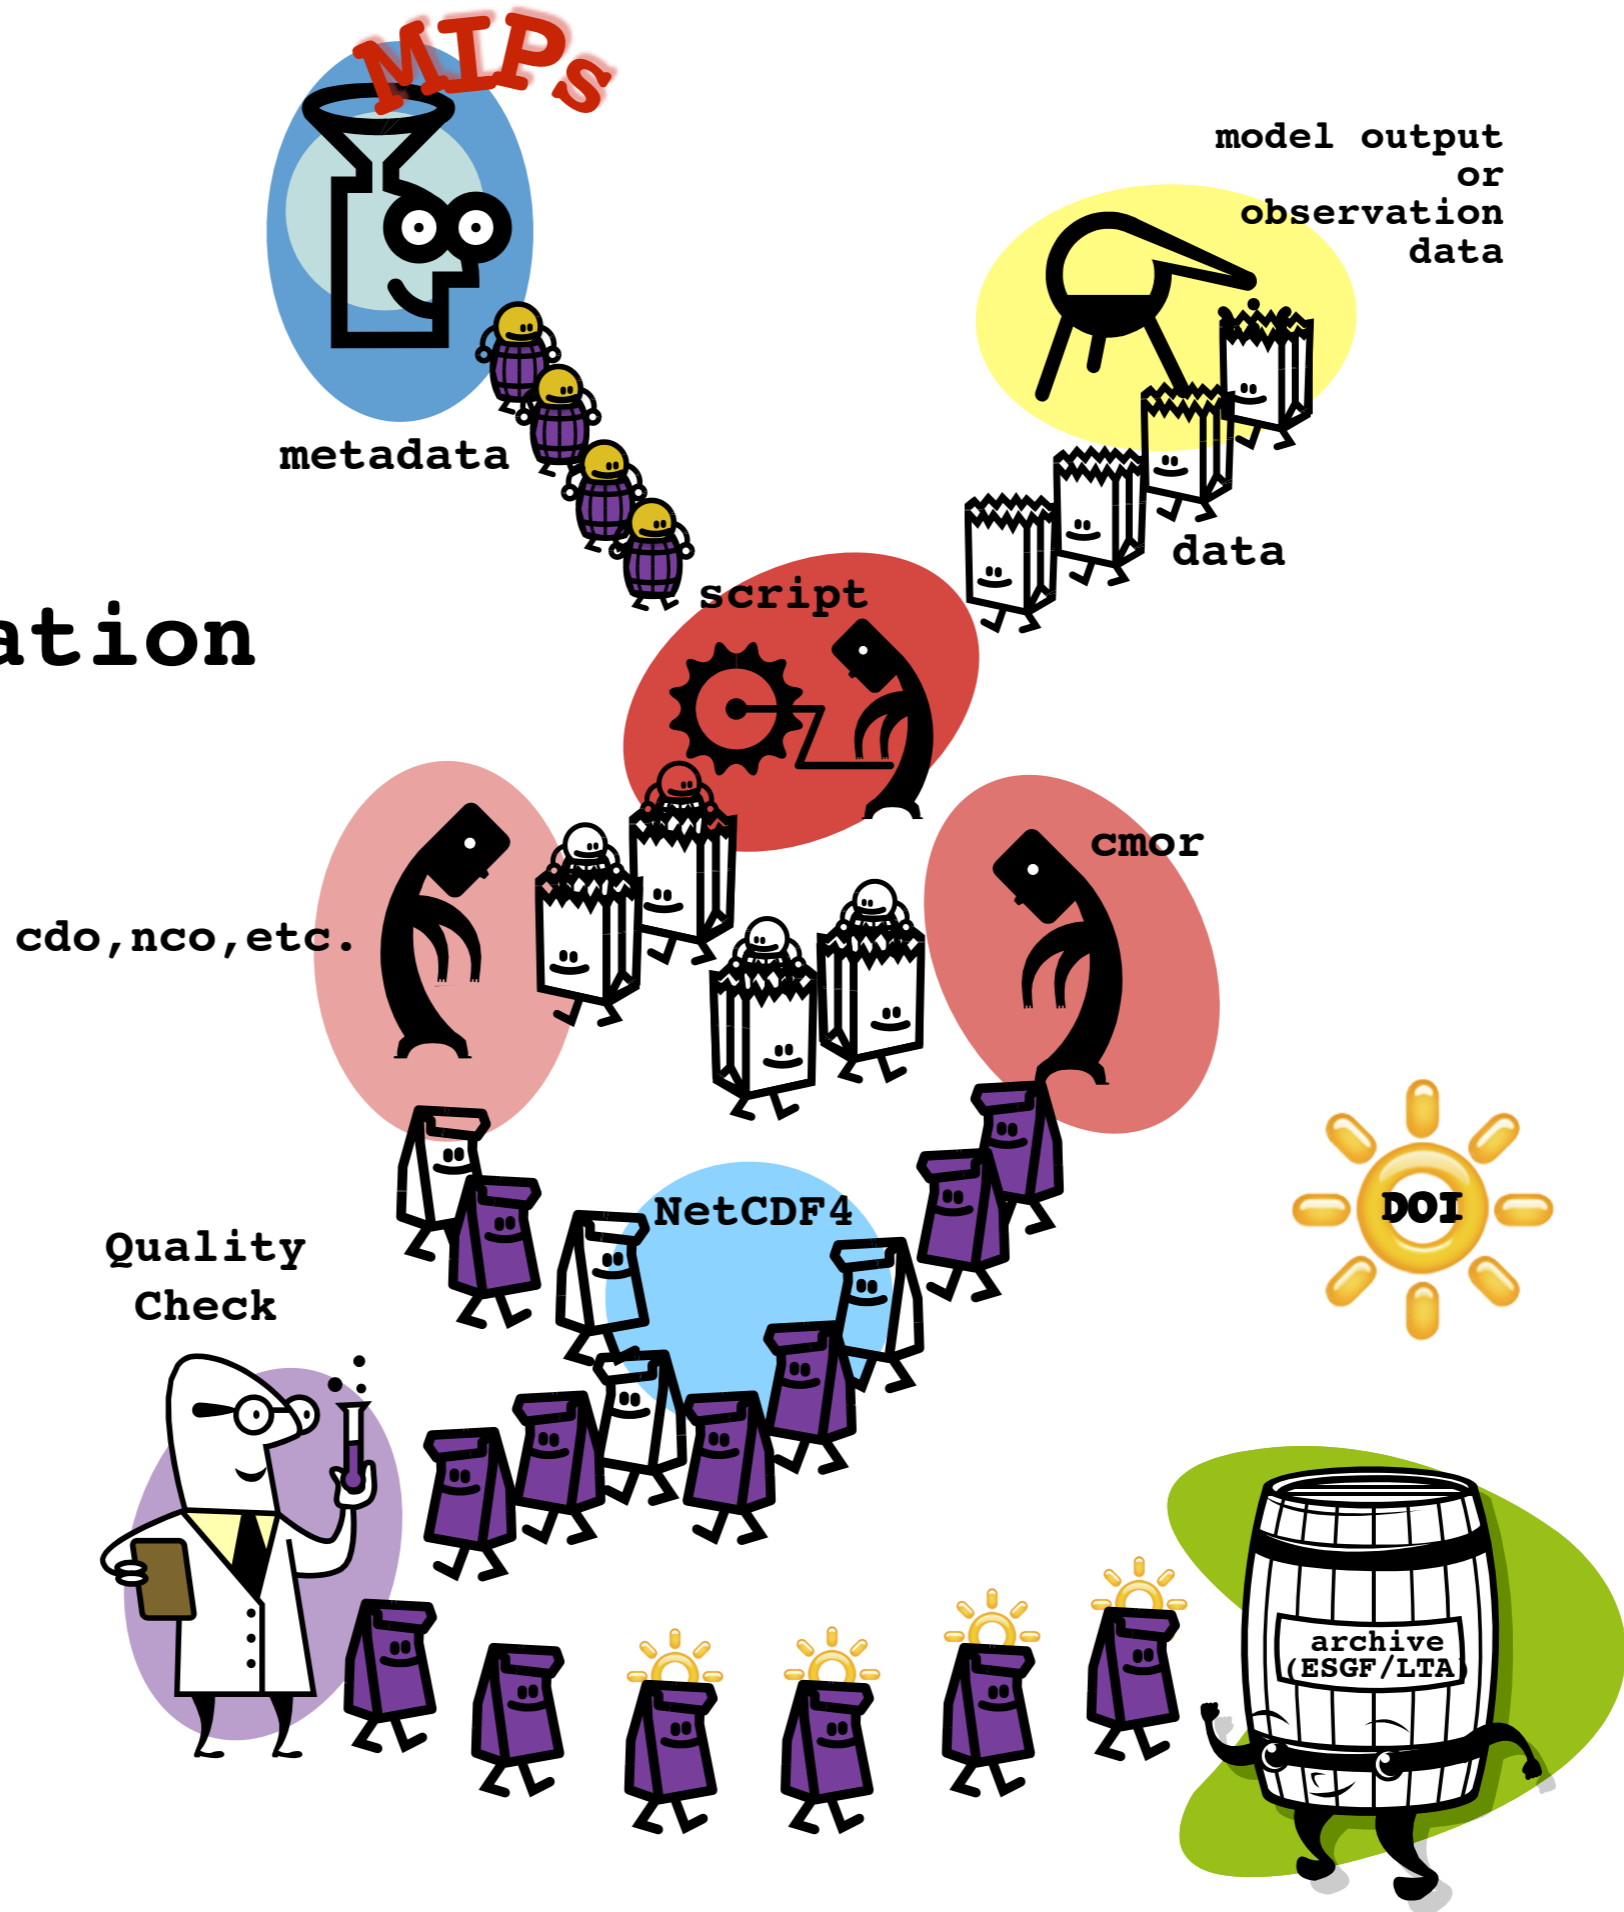 MIPs
model output
or
observation
data
metadata
data
script
ation
cmor
cdo,nco,etc.
NetCDF4
DOI
Quality
Check
archive
(ESGF/LTA)